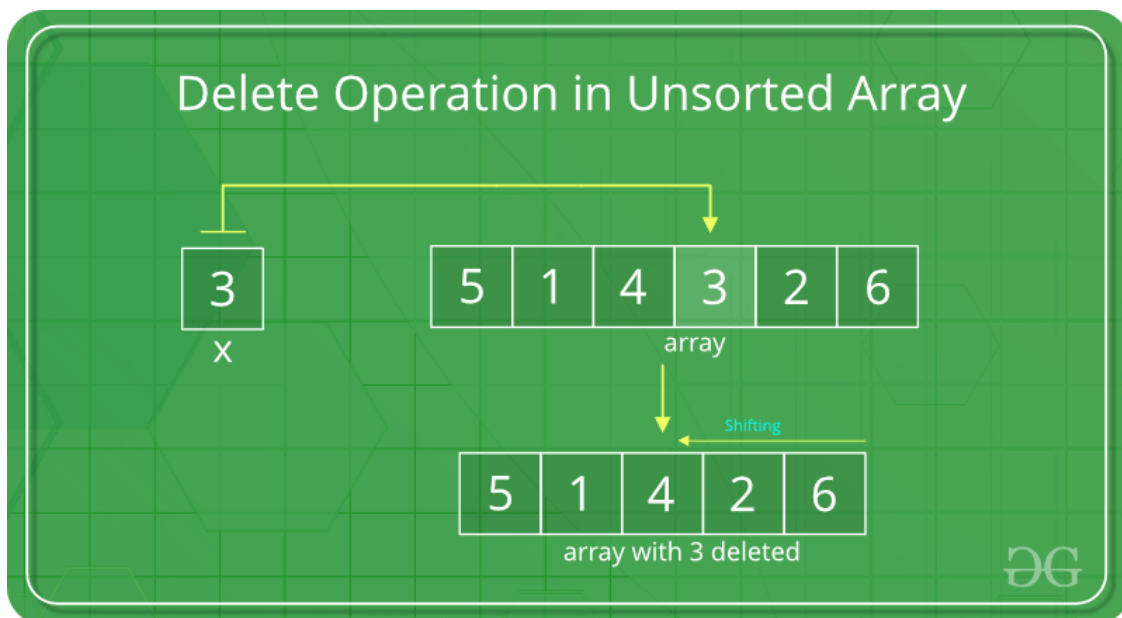 Delete Operation in Unsorted Array
3
x
5 1 4 3 2 6
array
Shifting
5 1 4 2 6
array with 3 deleted
GG